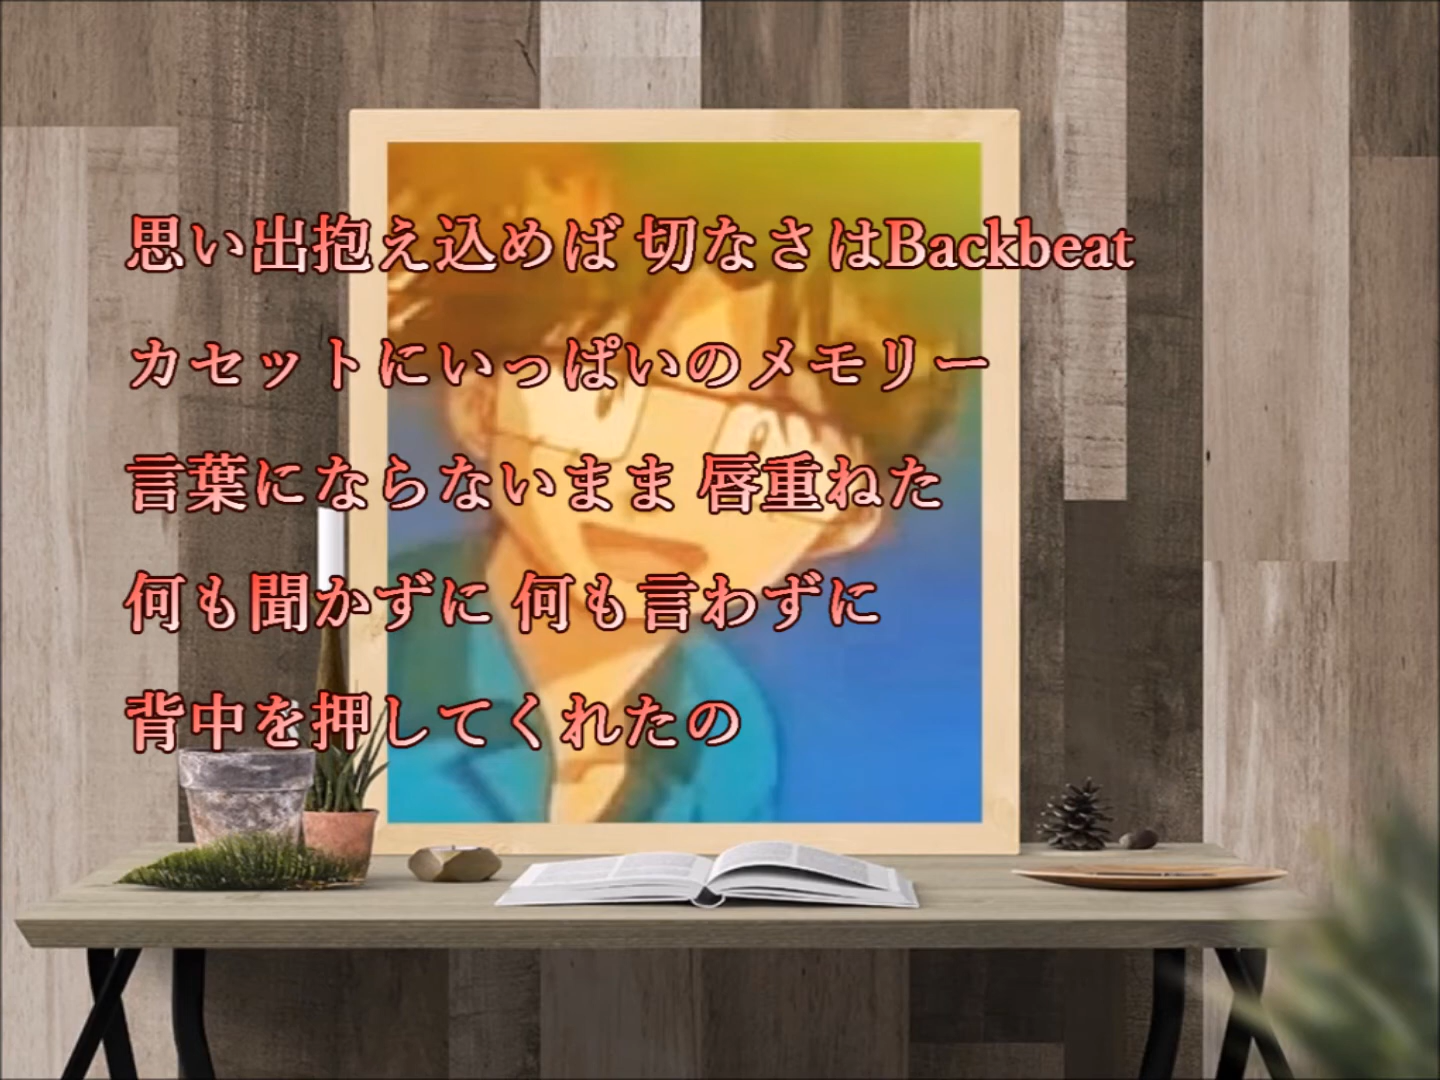 思い出抱え込めば 切なさはBackbeat
カセットにいっぱいのメモリー
言葉にならないまま 唇重ねた
何も聞かずに 何も言わずに
背中を押してくれたの